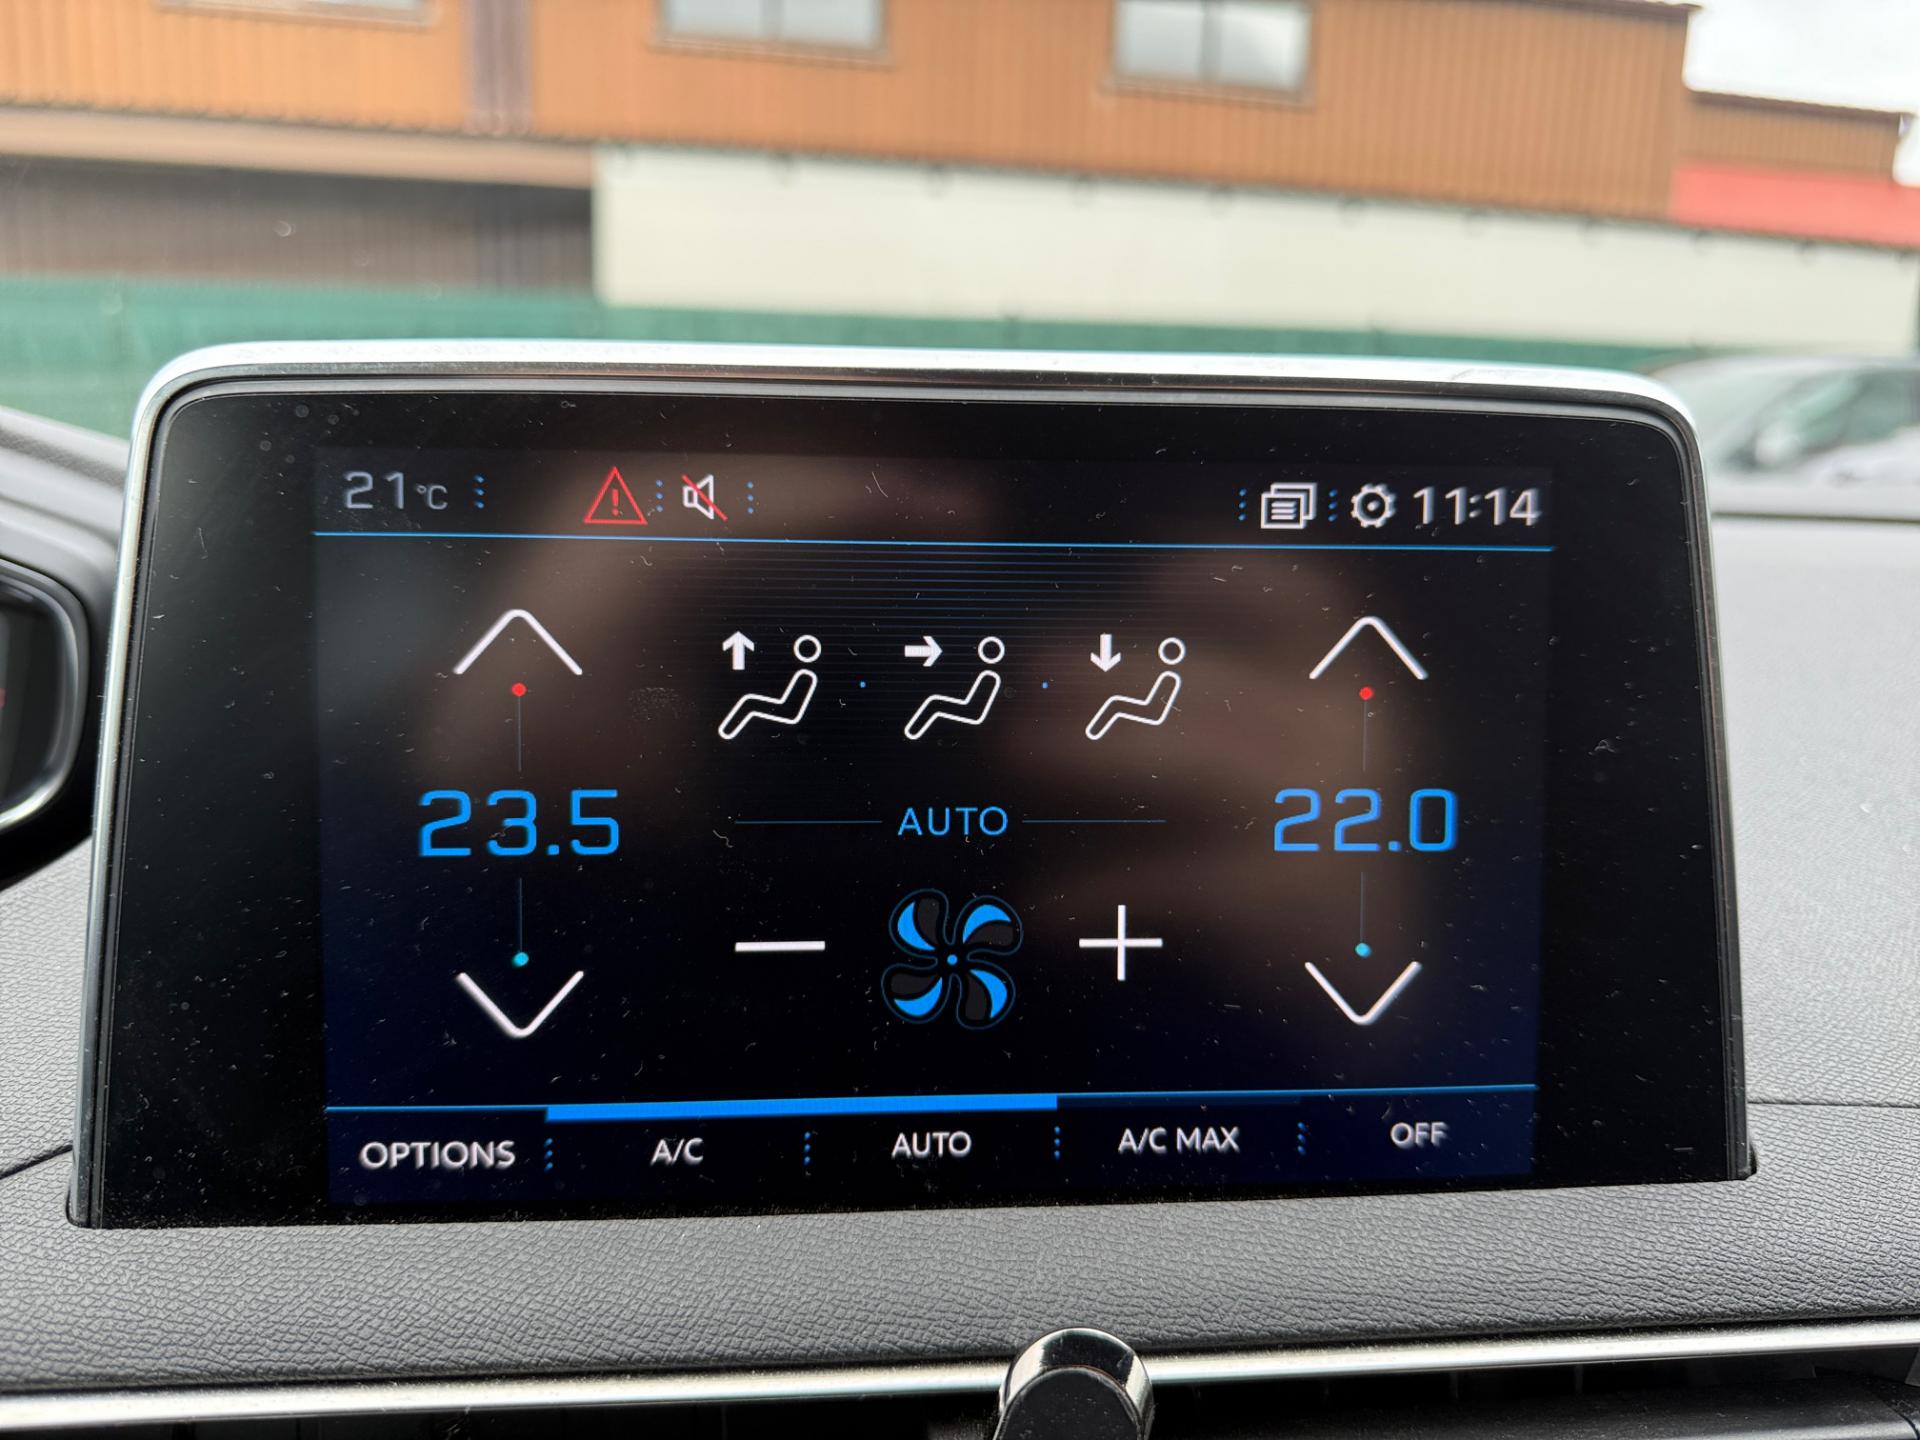 21°C 11:14
23.5 AUTO 22.0
OPTIONS A/C AUTO A/C MAX OFF